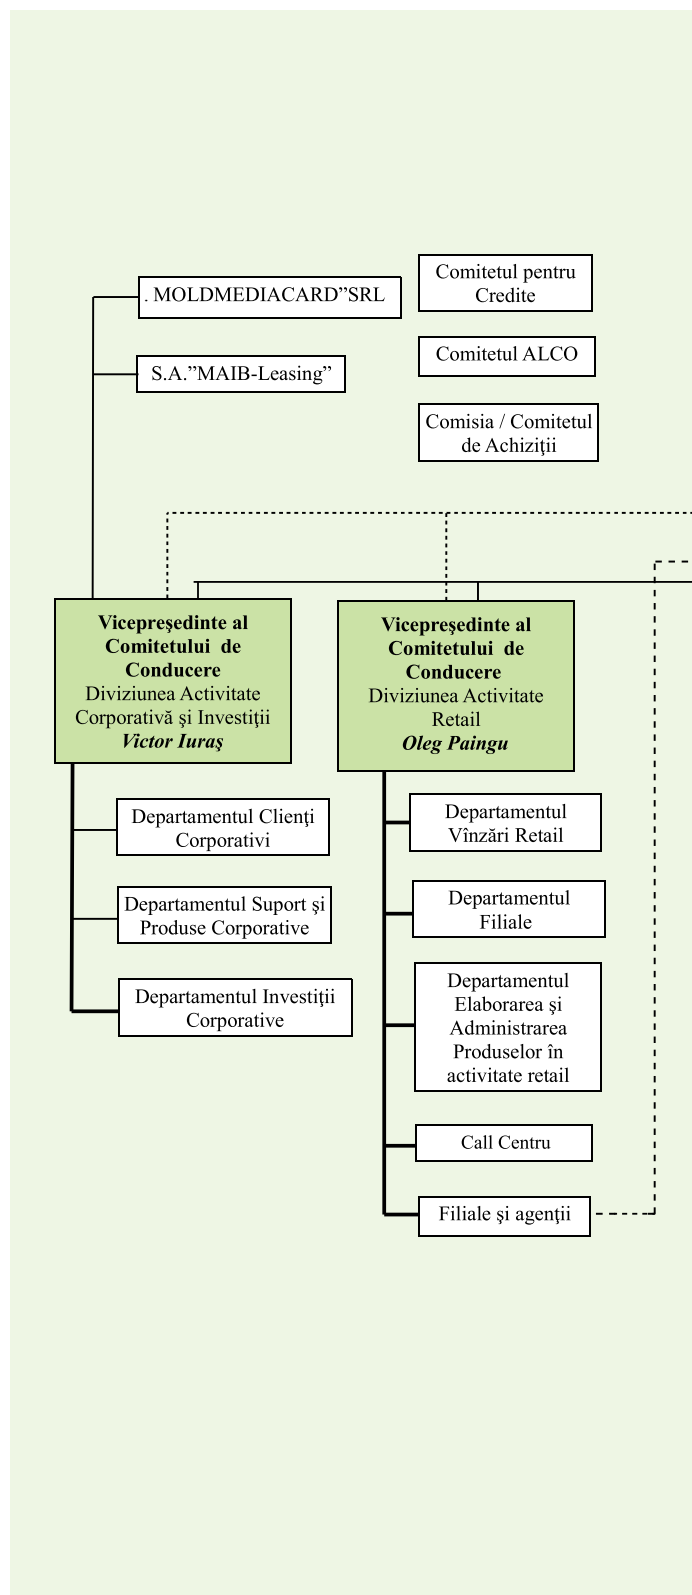 . MOLDMEDIACARD”SRL
S.A.”MAIB-Leasing”
Comitetul pentru
Credite
Comitetul ALCO
Comisia / Comitetul
de Achiziţii
Vicepreşedinte al
Comitetului de
Conducere
Diviziunea Activitate
Corporativă şi Investiţii
Victor Iuraş
Departamentul Clienţi
Corporativi
Departamentul Suport şi
Produse Corporative
Departamentul Investiţii
Corporative
Vicepreşedinte al
Comitetului de
Conducere
Diviziunea Activitate
Retail
Oleg Paingu
Departamentul
Vînzări Retail
Departamentul
Filiale
Departamentul
Elaborarea şi
Administrarea
Produselor în
activitate retail
Call Centru
Filiale şi agenţii